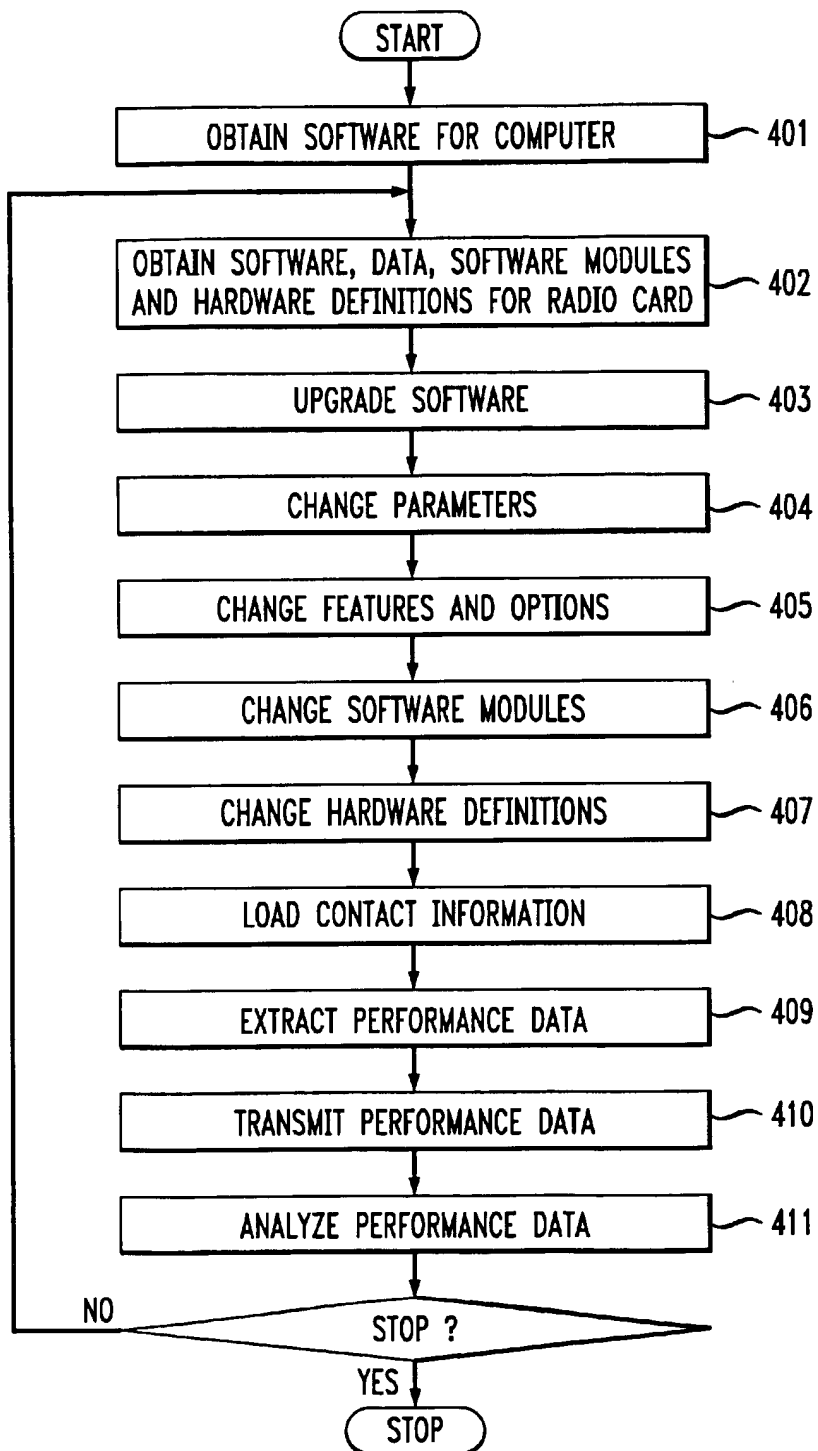 START
OBTAIN SOFTWARE FOR COMPUTER
401
OBTAIN SOFTWARE, DATA, SOFTWARE MODULES
AND HARDWARE DEFINITIONS FOR RADIO CARD
402
UPGRADE SOFTWARE
403
CHANGE PARAMETERS
404
CHANGE FEATURES AND OPTIONS
405
CHANGE SOFTWARE MODULES
406
CHANGE HARDWARE DEFINITIONS
407
LOAD CONTACT INFORMATION
408
EXTRACT PERFORMANCE DATA
409
TRANSMIT PERFORMANCE DATA
410
ANALYZE PERFORMANCE DATA
411
NO
STOP ?
YES
STOP